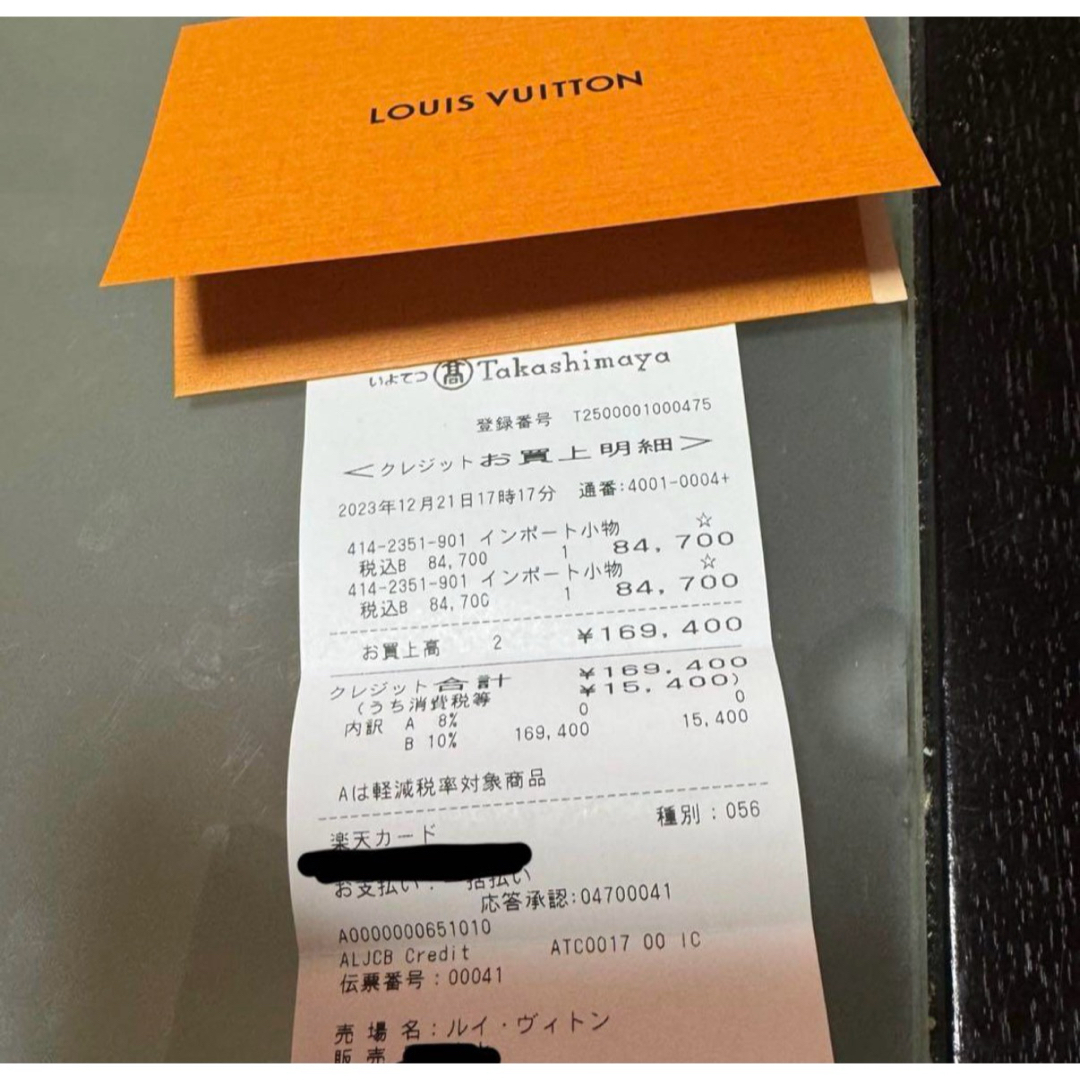 LOUIS VUITTON
いよてつ 髙 Takashimaya
登録番号 T2500001000475
<クレジットお買上明細>
2023年12月21日17時17分 通番:4001-0004+
☆
414-2351-901 インポート小物
税込B 84,700 1 84,700
☆
414-2351-901 インポート小物
税込B 84,700 1 84,700
お買上高 2 ¥169,400
クレジット合計 ¥169,400
(うち消費税等 ¥15,400)
内訳 A 8% 0 0
B 10% 169,400 15,400
Aは軽減税率対象商品
楽天カード 種別:056
お支払い: 一括払い
応答承認:04700041
A0000000651010
ALJCB Credit ATC0017 00 IC
伝票番号:00041
売場名:ルイ・ヴィトン
販売